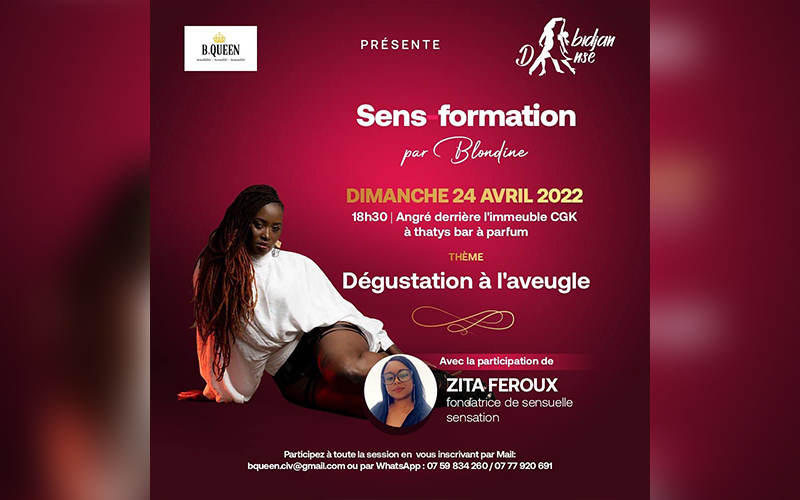 B.QUEEN
PRÉSENTE
Abidjan
Danse
Sens-formation
par Blondine
DIMANCHE 24 AVRIL 2022
18h30 | Angré derrière l'immeuble CGK
à thatys bar à parfum
THÈME
Dégustation à l'aveugle
Avec la participation de
ZITA FEROUX
fondatrice de sensuelle
sensation
Participez à toute la session en vous inscrivant par Mail:
bqueen.civ@gmail.com ou par WhatsApp : 07 59 834 260 / 07 77 920 691